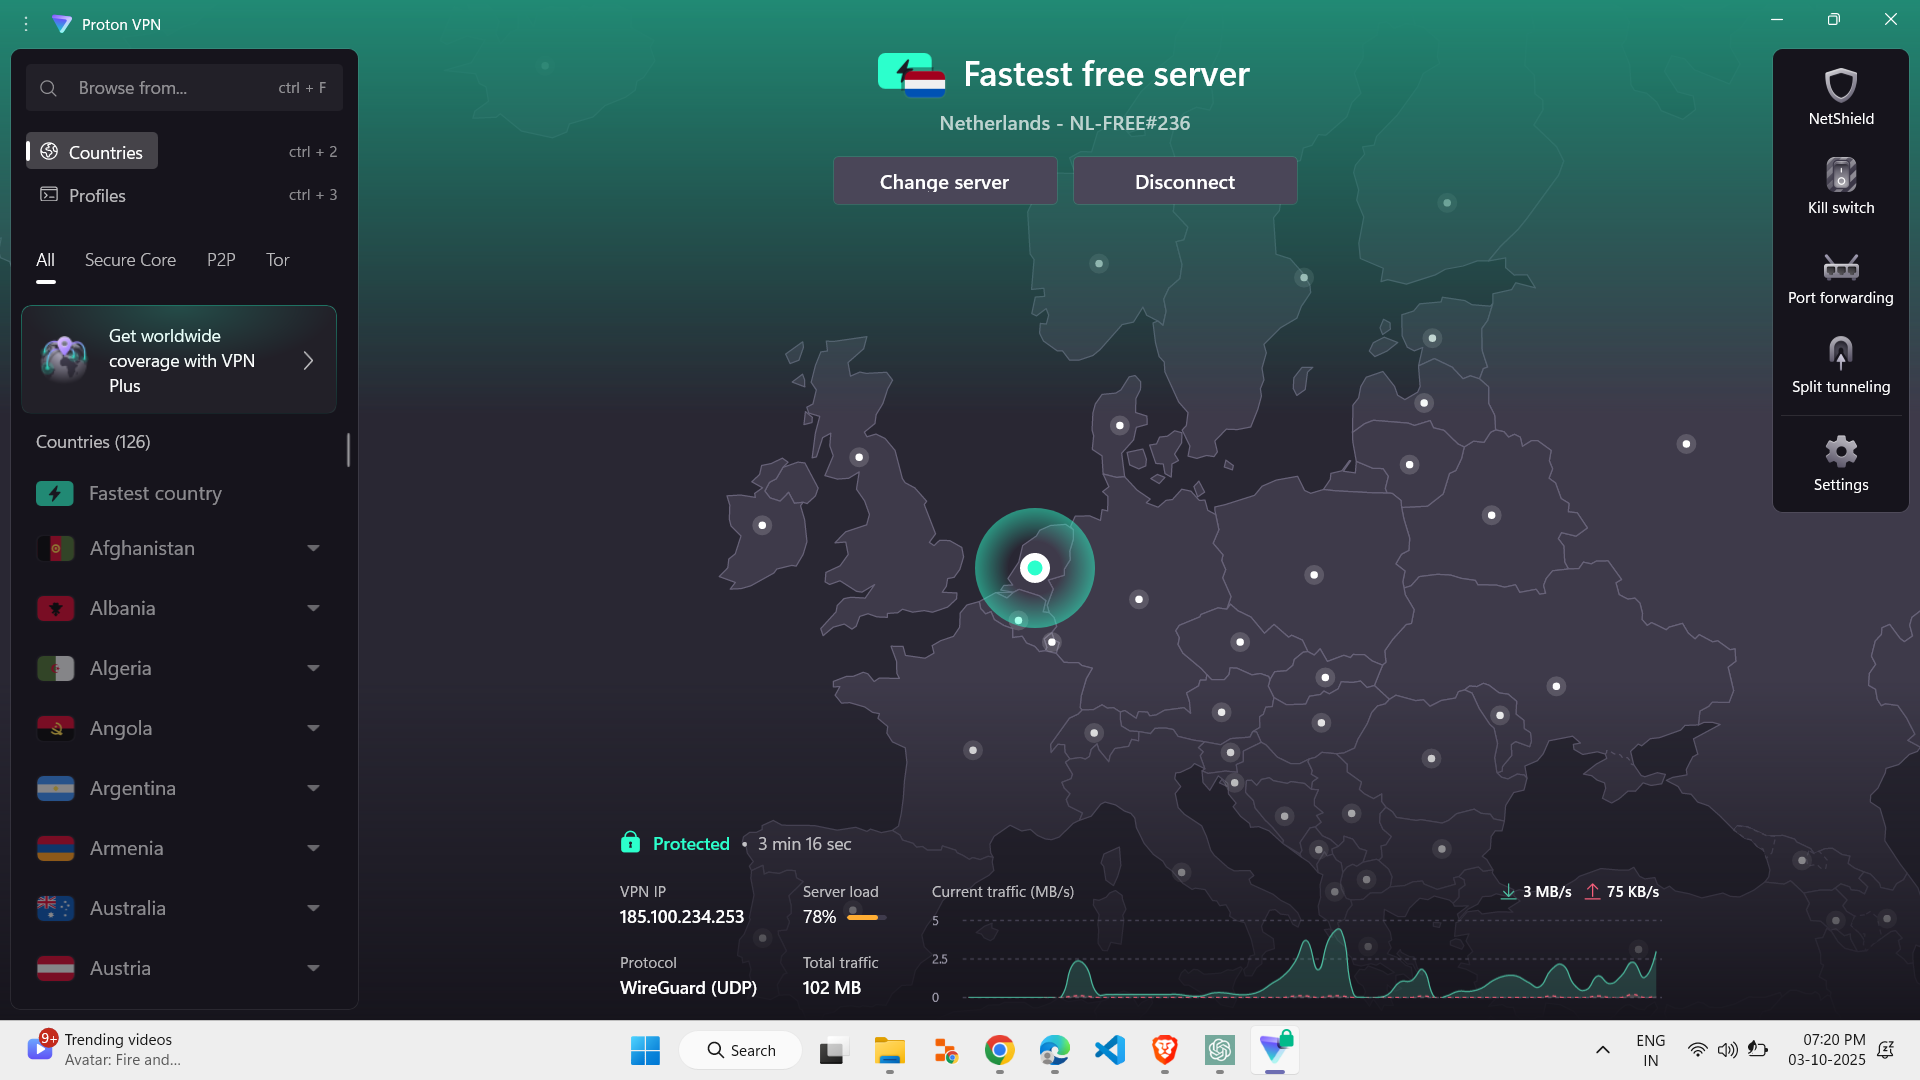 Proton VPN
Browse from...
ctrl + F
Countries
ctrl + 2
Profiles
ctrl + 3
All
Secure Core
P2P
Tor
Get worldwide
coverage with VPN
Plus
Countries (126)
Fastest country
Afghanistan
Albania
Algeria
Angola
Argentina
Armenia
Australia
Austria
Fastest free server
Netherlands - NL-FREE#236
Change server
Disconnect
NetShield
Kill switch
Port forwarding
Split tunneling
Settings
Protected • 3 min 16 sec
VPN IP
185.100.234.253
Server load
78%
Protocol
WireGuard (UDP)
Total traffic
102 MB
Current traffic (MB/s)
3 MB/s
75 KB/s
5
2.5
0
9+
Trending videos
Avatar: Fire and...
Search
ENG
IN
07:20 PM
03-10-2025